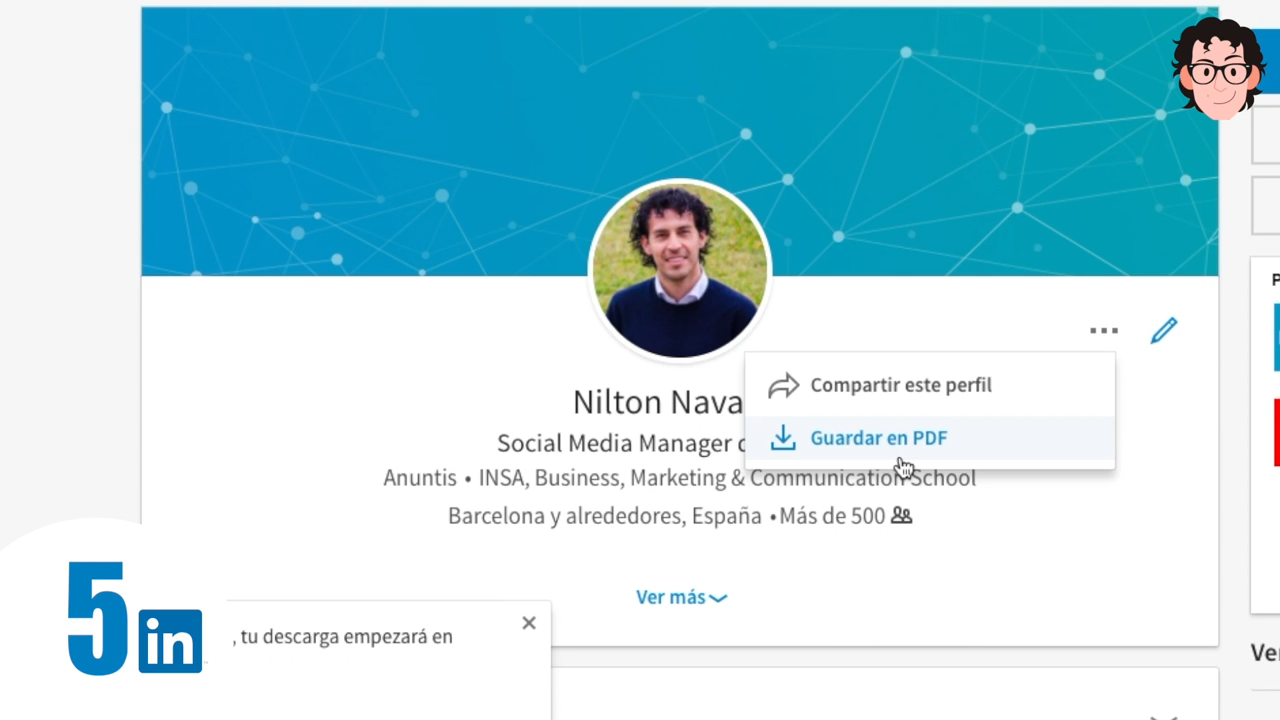 Compartir este perfil
Guardar en PDF
Nilton Nava
Social Media Manager
Anuntis • INSA, Business, Marketing & Communication School
Barcelona y alrededores, España • Más de 500
Ver más
5 in
, tu descarga empezará en
P
Ver